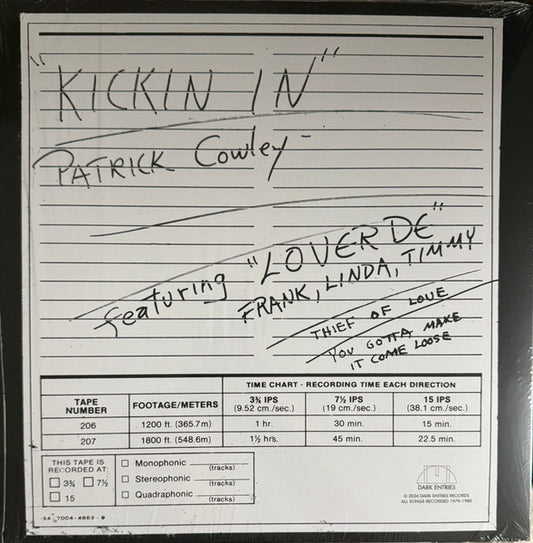 "KICKIN IN"
PATRICK Cowley -
featuring "LOVERDE"
FRANK, LINDA, TIMMY
THIEF OF LOVE
YOU GOTTA MAKE
IT COME LOOSE
TIME CHART - RECORDING TIME EACH DIRECTION
TAPE NUMBER FOOTAGE/METERS 3¾ IPS (9.52 cm./sec.) 7½ IPS (19 cm./sec.) 15 IPS (38.1 cm./sec.)
206 1200 ft. (365.7m) 1 hr. 30 min. 15 min.
207 1800 ft. (548.6m) 1½ hrs. 45 min. 22.5 min.
THIS TAPE IS
RECORDED AT:
☐ 3¾ ☐ 7½
☐ 15
☐ Monophonic (tracks)
☐ Stereophonic (tracks)
☐ Quadraphonic (tracks)
DARK ENTRIES
© 2024 DARK ENTRIES RECORDS
ALL SONGS RECORDED 1979-1980
34-7004-4863-9